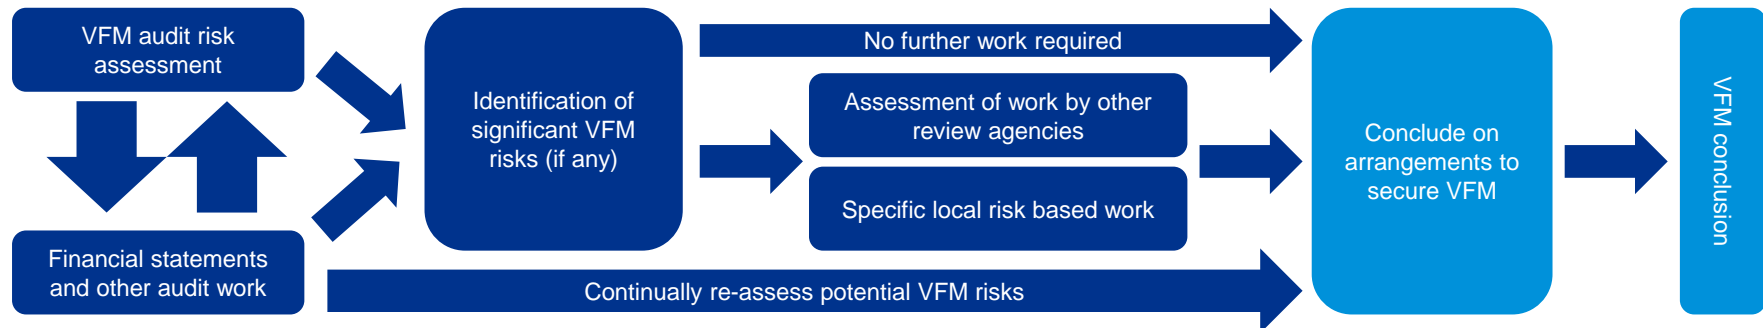 VFM audit risk
assessment
Financial statements
and other audit work
Identification of
significant VFM
risks (if any)
No further work required
Assessment of work by other
review agencies
Specific local risk based work
Continually re-assess potential VFM risks
Conclude on
arrangements to
secure VFM
VFM conclusion